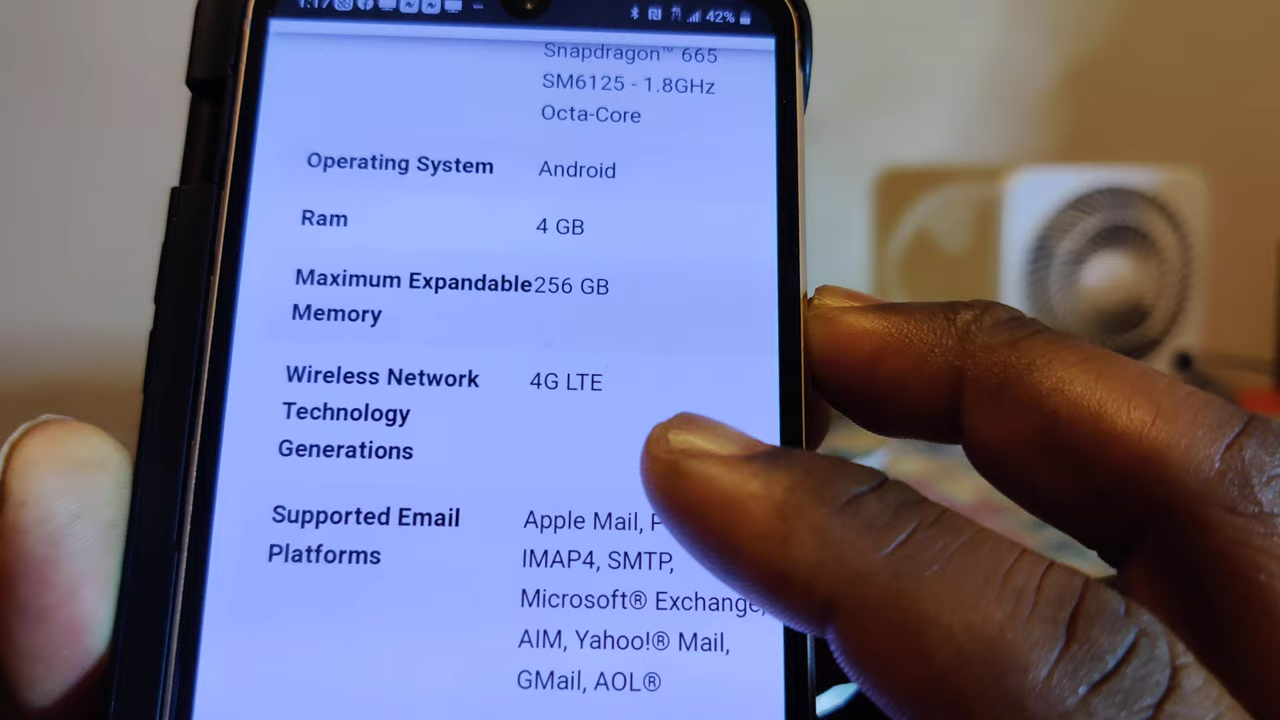 42%
Snapdragon™ 665
SM6125 - 1.8GHz
Octa-Core
Operating System Android
Ram 4 GB
Maximum Expandable 256 GB
Memory
Wireless Network 4G LTE
Technology
Generations
Supported Email Apple Mail,
Platforms IMAP4, SMTP,
Microsoft® Exchange,
AIM, Yahoo!® Mail,
GMail, AOL®